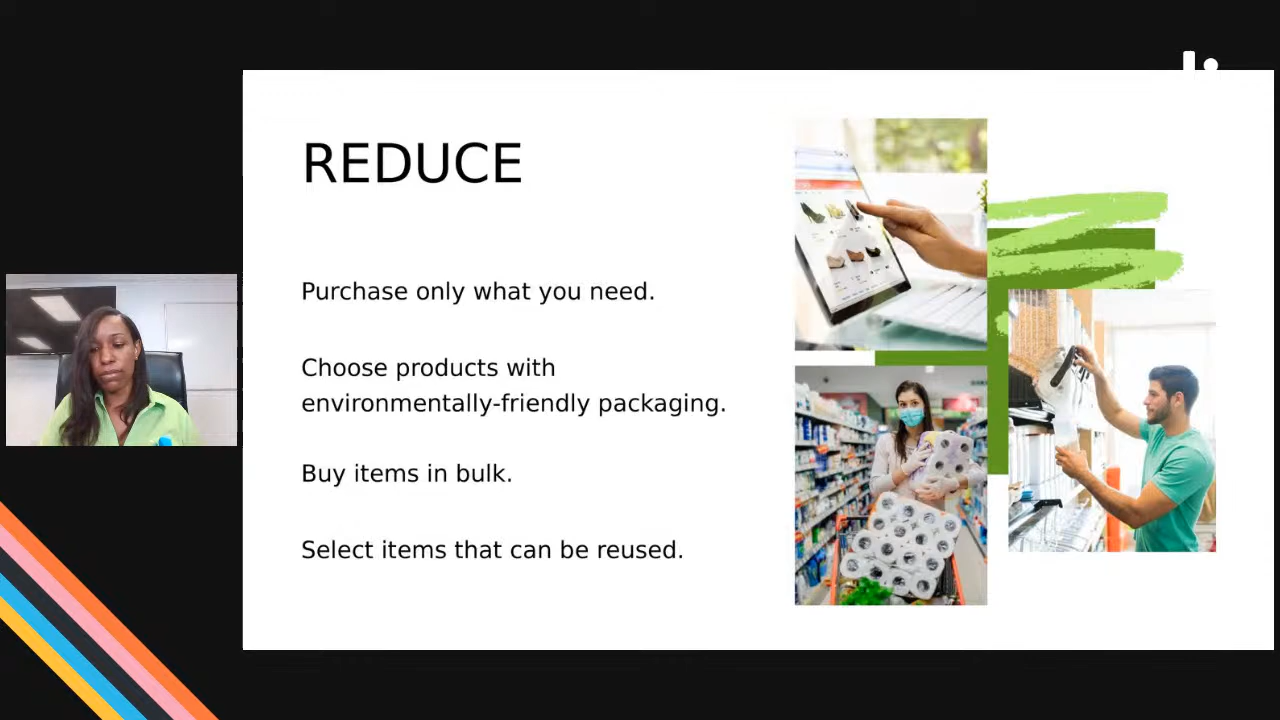 REDUCE
Purchase only what you need.
Choose products with
environmentally-friendly packaging.
Buy items in bulk.
Select items that can be reused.